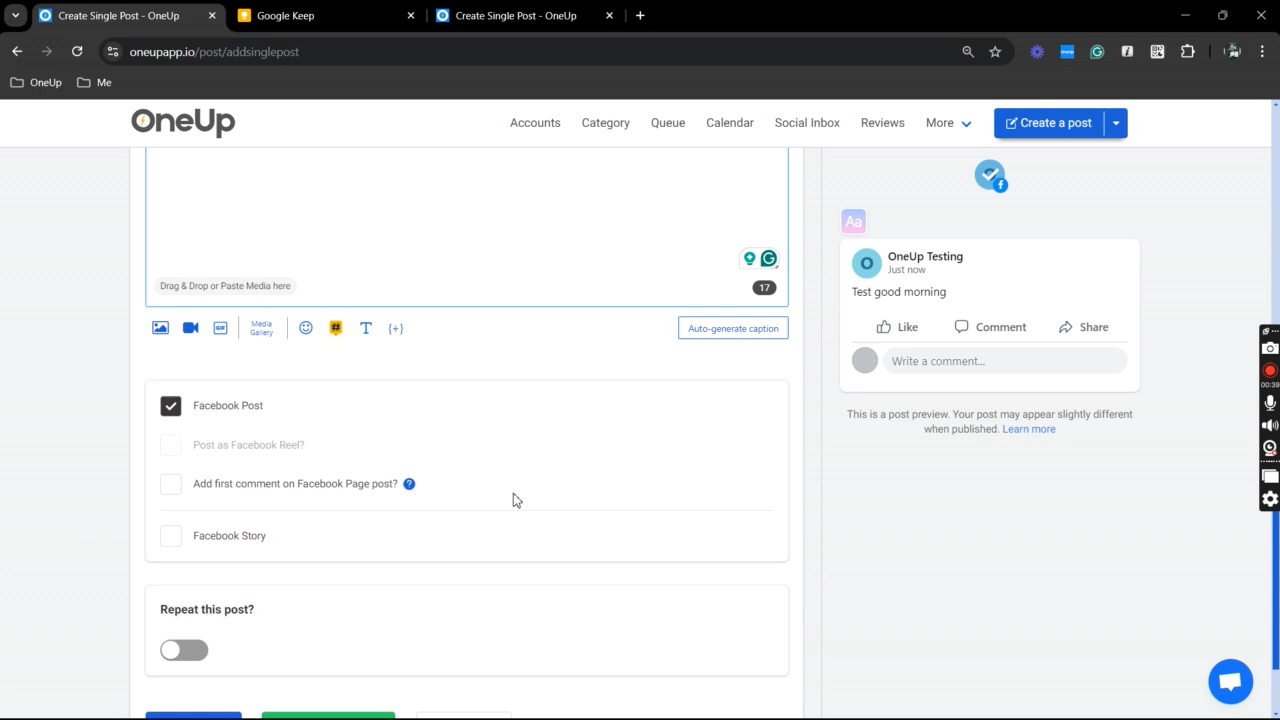 Create Single Post - OneUp
Google Keep
Create Single Post - OneUp
oneupapp.io/post/addsinglepost
OneUp
Me
OneUp
Accounts
Category
Queue
Calendar
Social Inbox
Reviews
More
Create a post
Aa
O
OneUp Testing
Just now
Test good morning
Like
Comment
Share
Write a comment...
This is a post preview. Your post may appear slightly different
when published. Learn more
Drag & Drop or Paste Media here
17
GIF
Media
Gallery
#
T
{+}
Auto-generate caption
Facebook Post
Post as Facebook Reel?
Add first comment on Facebook Page post? ?
Facebook Story
Repeat this post?
00:39